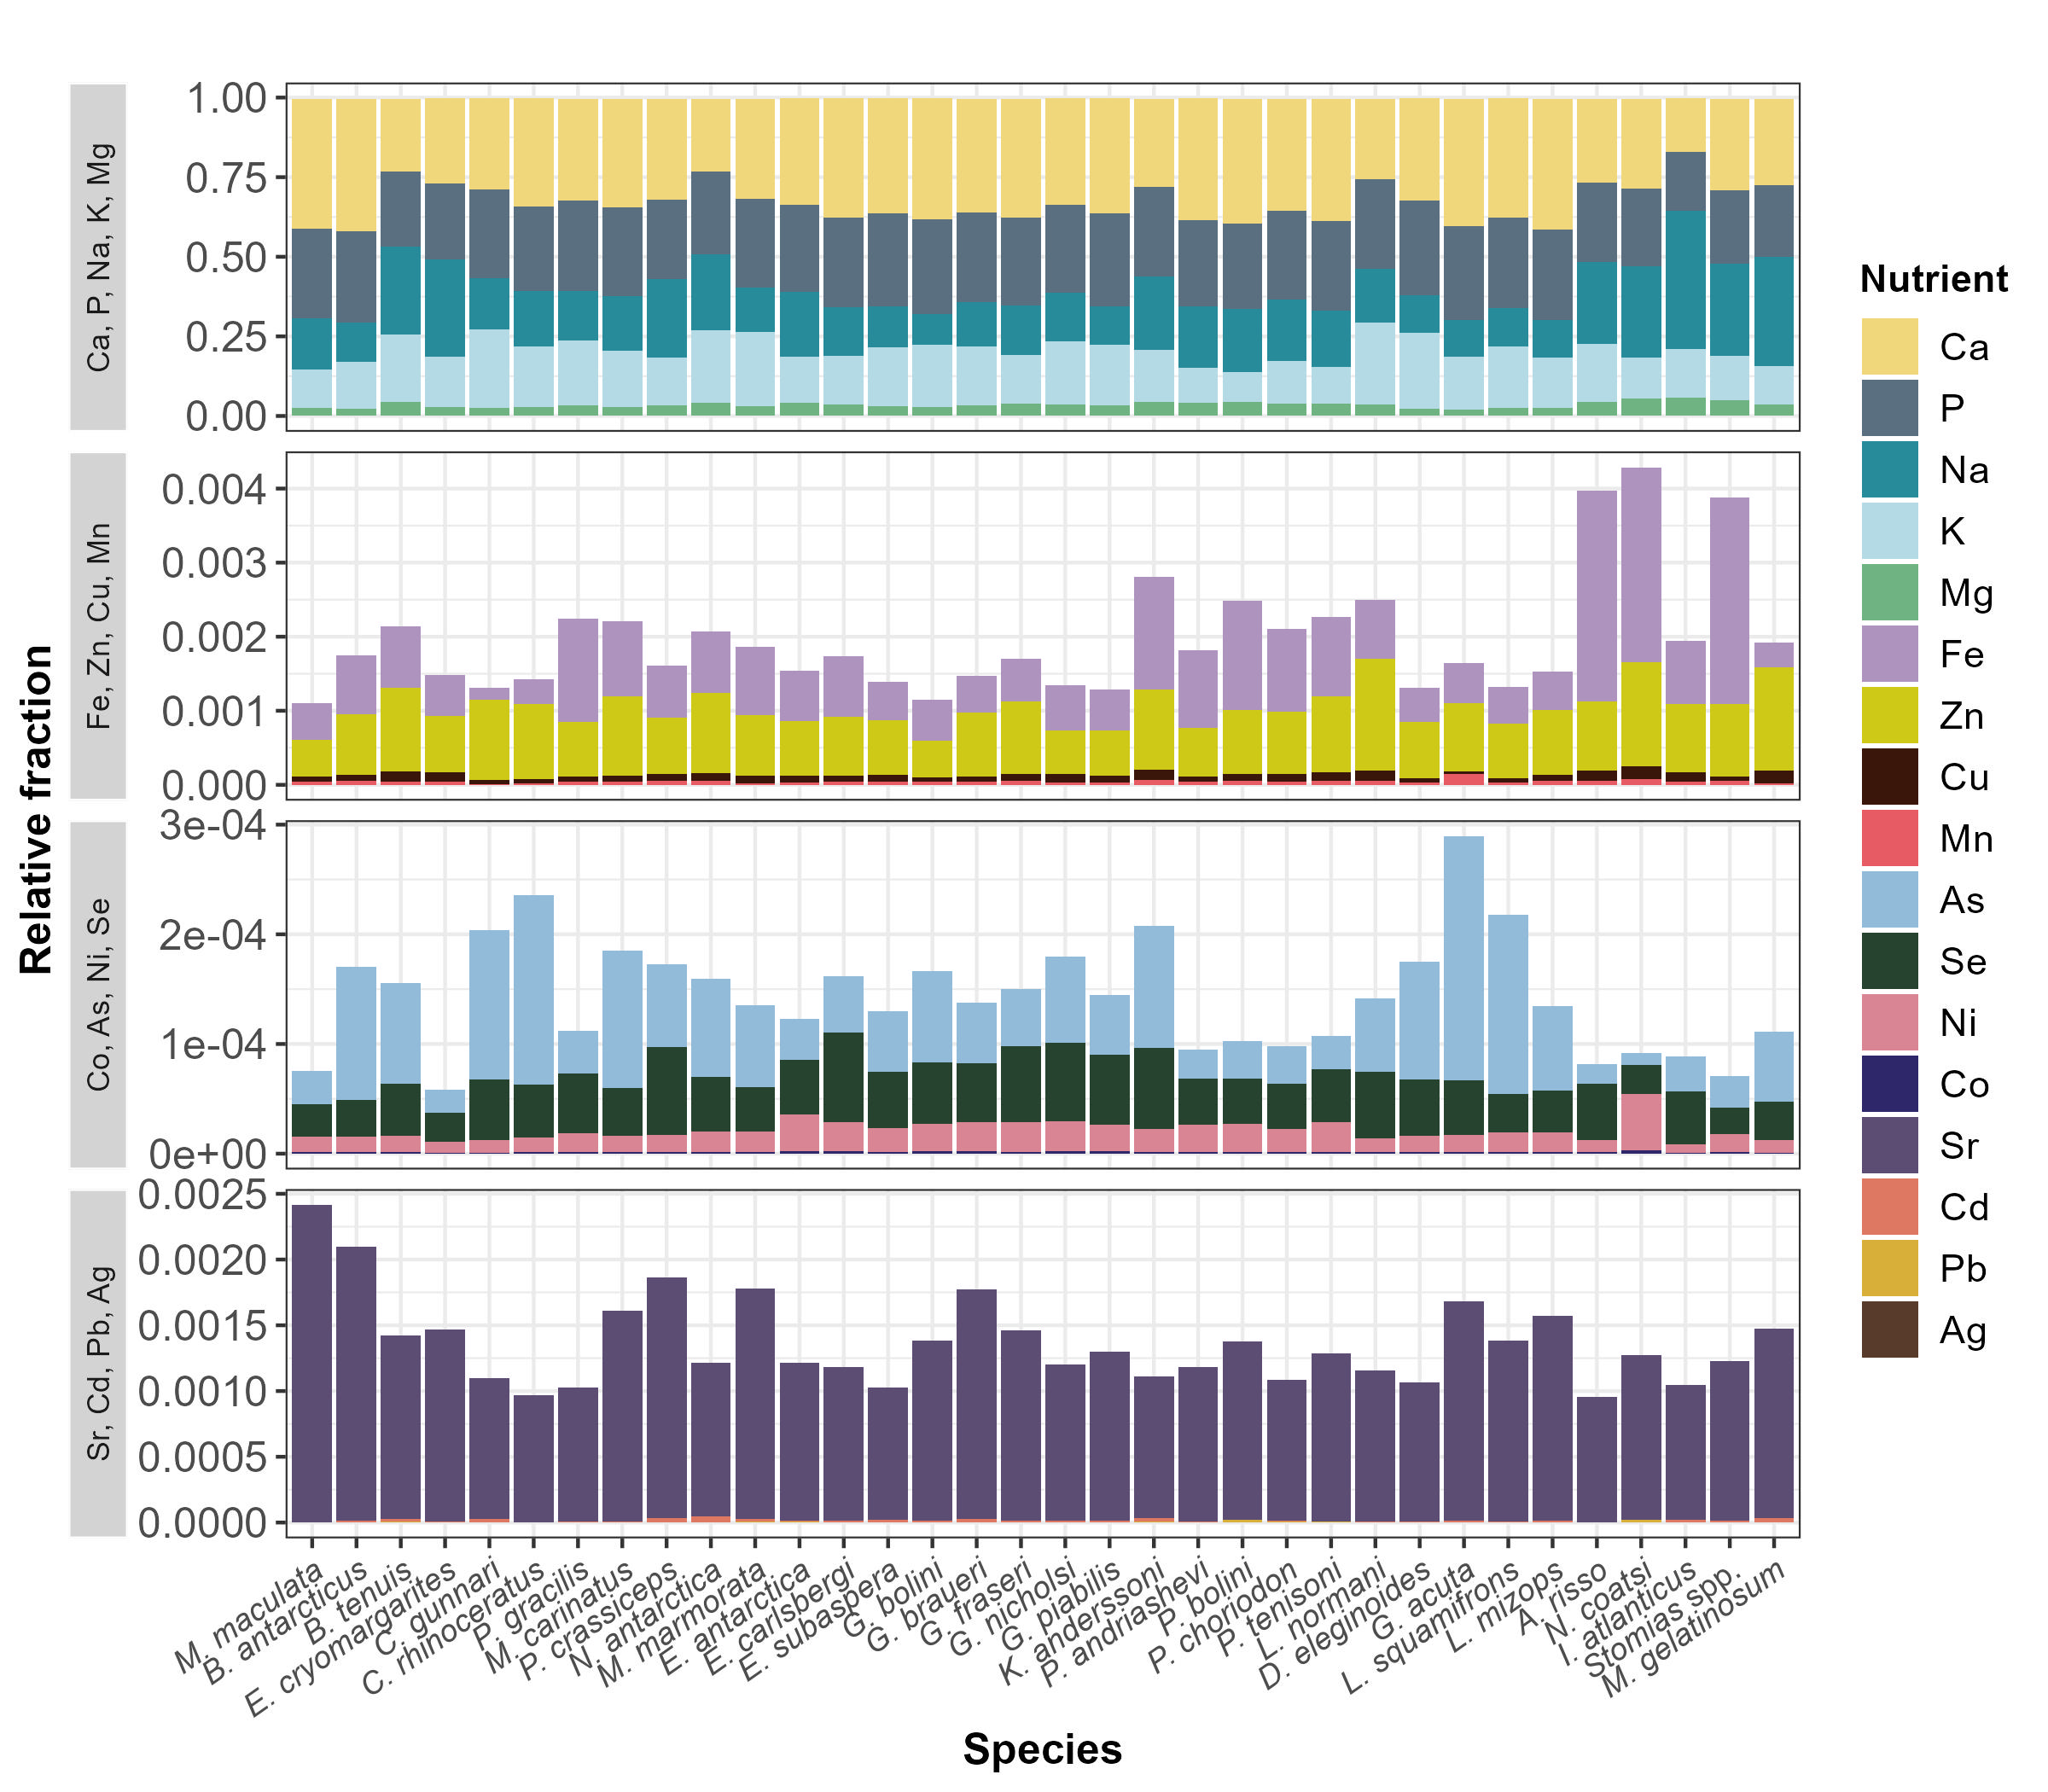 Relative fraction
Ca, P, Na, K, Mg
1.00
0.75
0.50
0.25
0.00
Fe, Zn, Cu, Mn
0.004
0.003
0.002
0.001
0.000
Co, As, Ni, Se
3e-04
2e-04
1e-04
0e+00
Sr, Cd, Pb, Ag
0.0025
0.0020
0.0015
0.0010
0.0005
0.0000
M. maculata
B. antarcticus
B. tenuis
E. cryomargarites
C. gunnari
C. rhinoceratus
P. gracilis
M. carinatus
P. crassiceps
N. antarctica
M. marmorata
E. antarctica
E. carlsbergi
E. subaspera
G. bolini
G. braueri
G. fraseri
G. nicholsi
G. piabilis
K. anderssoni
P. andriashevi
P. bolini
P. choriodon
P. tenisoni
L. normani
D. eleginoides
G. acuta
L. squamifrons
L. mizops
A. risso
N. coatsi
I. atlanticus
Stomias spp.
M. gelatinosum
Species
Nutrient
Ca
P
Na
K
Mg
Fe
Zn
Cu
Mn
As
Se
Ni
Co
Sr
Cd
Pb
Ag